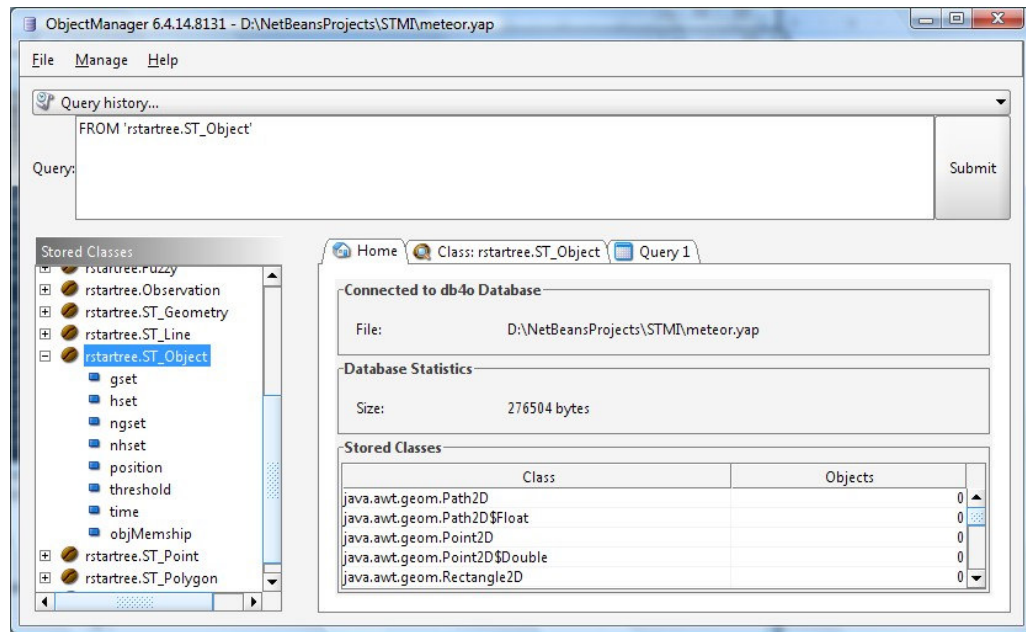 ObjectManager 6.4.14.8131 - D:\NetBeansProjects\STMI\meteor.yap
File Manage Help
Query history...
FROM 'rstartree.ST_Object'
Query:
Submit
Stored Classes
rstartree.Fuzzy
rstartree.Observation
rstartree.ST_Geometry
rstartree.ST_Line
rstartree.ST_Object
gset
hset
ngset
nhset
position
threshold
time
objMemship
rstartree.ST_Point
rstartree.ST_Polygon
Home Class: rstartree.ST_Object Query 1
Connected to db4o Database
File: D:\NetBeansProjects\STMI\meteor.yap
Database Statistics
Size: 276504 bytes
Stored Classes
Class Objects
java.awt.geom.Path2D 0
java.awt.geom.Path2D$Float 0
java.awt.geom.Point2D 0
java.awt.geom.Point2D$Double 0
java.awt.geom.Rectangle2D 0